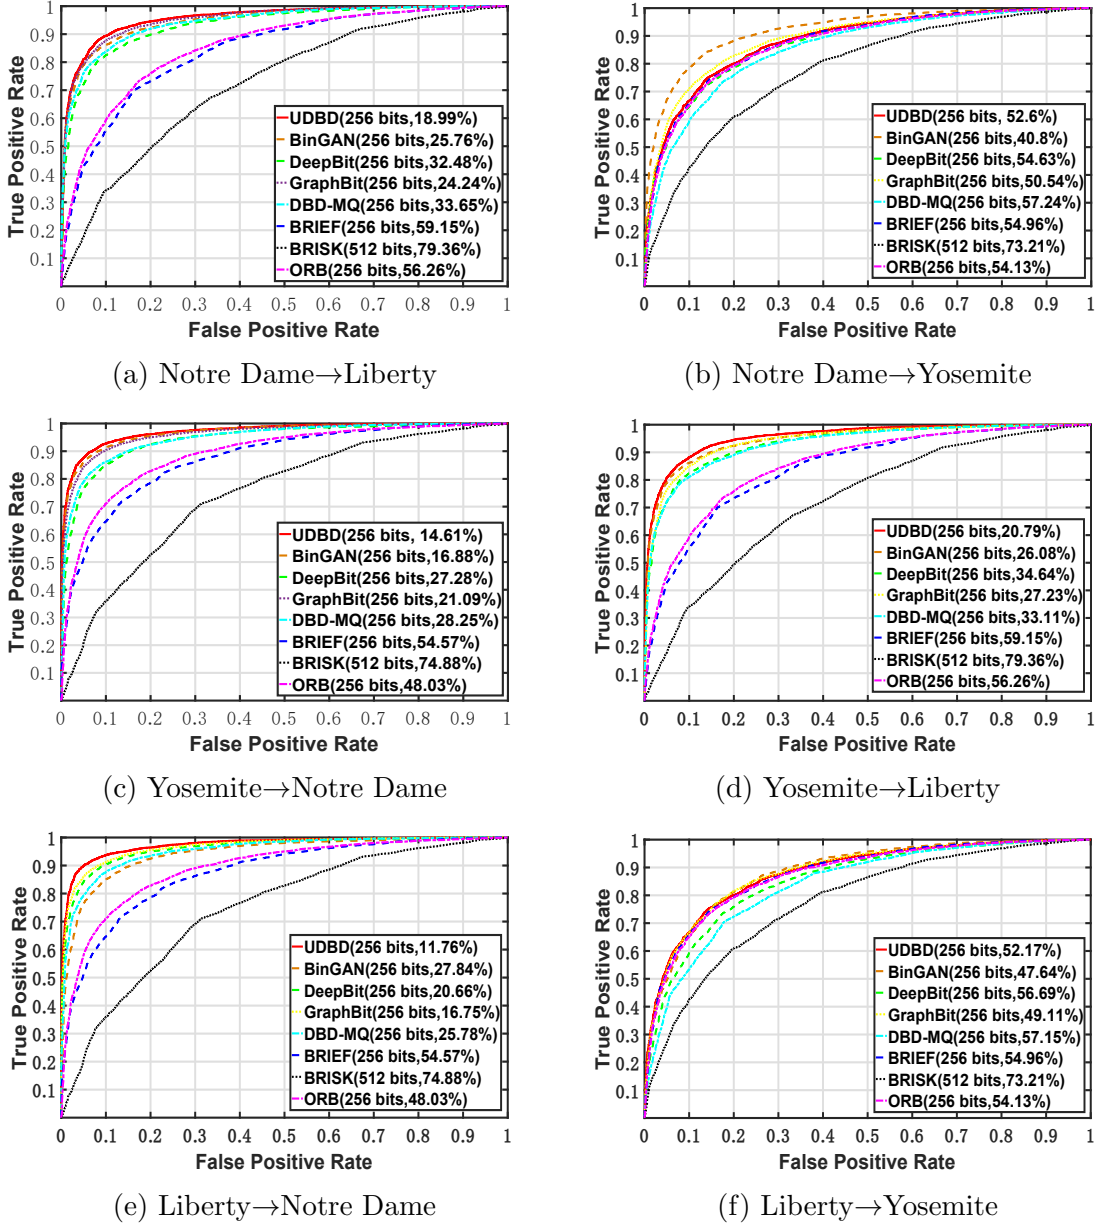 True Positive Rate
1
0.9
0.8
0.7
0.6
0.5
0.4
0.3
0.2
0.1
UDBD(256 bits,18.99%)
BinGAN(256 bits,25.76%)
DeepBit(256 bits,32.48%)
GraphBit(256 bits,24.24%)
DBD-MQ(256 bits,33.65%)
BRIEF(256 bits,59.15%)
BRISK(512 bits,79.36%)
ORB(256 bits,56.26%)
0 0.1 0.2 0.3 0.4 0.5 0.6 0.7 0.8 0.9 1
False Positive Rate
(a) Notre Dame→Liberty
True Positive Rate
1
0.9
0.8
0.7
0.6
0.5
0.4
0.3
0.2
0.1
UDBD(256 bits, 52.6%)
BinGAN(256 bits,40.8%)
DeepBit(256 bits,54.63%)
GraphBit(256 bits,50.54%)
DBD-MQ(256 bits,57.24%)
BRIEF(256 bits,54.96%)
BRISK(512 bits,73.21%)
ORB(256 bits,54.13%)
0 0.1 0.2 0.3 0.4 0.5 0.6 0.7 0.8 0.9 1
False Positive Rate
(b) Notre Dame→Yosemite
True Positive Rate
1
0.9
0.8
0.7
0.6
0.5
0.4
0.3
0.2
0.1
UDBD(256 bits, 14.61%)
BinGAN(256 bits,16.88%)
DeepBit(256 bits,27.28%)
GraphBit(256 bits,21.09%)
DBD-MQ(256 bits,28.25%)
BRIEF(256 bits,54.57%)
BRISK(512 bits,74.88%)
ORB(256 bits,48.03%)
0 0.1 0.2 0.3 0.4 0.5 0.6 0.7 0.8 0.9 1
False Positive Rate
(c) Yosemite→Notre Dame
True Positive Rate
1
0.9
0.8
0.7
0.6
0.5
0.4
0.3
0.2
0.1
UDBD(256 bits,20.79%)
BinGAN(256 bits,26.08%)
DeepBit(256 bits,34.64%)
GraphBit(256 bits,27.23%)
DBD-MQ(256 bits,33.11%)
BRIEF(256 bits,59.15%)
BRISK(512 bits,79.36%)
ORB(256 bits,56.26%)
0 0.1 0.2 0.3 0.4 0.5 0.6 0.7 0.8 0.9 1
False Positive Rate
(d) Yosemite→Liberty
True Positive Rate
1
0.9
0.8
0.7
0.6
0.5
0.4
0.3
0.2
0.1
UDBD(256 bits,11.76%)
BinGAN(256 bits,27.84%)
DeepBit(256 bits,20.66%)
GraphBit(256 bits,16.75%)
DBD-MQ(256 bits,25.78%)
BRIEF(256 bits,54.57%)
BRISK(512 bits,74.88%)
ORB(256 bits,48.03%)
0 0.1 0.2 0.3 0.4 0.5 0.6 0.7 0.8 0.9 1
False Positive Rate
(e) Liberty→Notre Dame
True Positive Rate
1
0.9
0.8
0.7
0.6
0.5
0.4
0.3
0.2
0.1
UDBD(256 bits,52.17%)
BinGAN(256 bits,47.64%)
DeepBit(256 bits,56.69%)
GraphBit(256 bits,49.11%)
DBD-MQ(256 bits,57.15%)
BRIEF(256 bits,54.96%)
BRISK(512 bits,73.21%)
ORB(256 bits,54.13%)
0 0.1 0.2 0.3 0.4 0.5 0.6 0.7 0.8 0.9 1
False Positive Rate
(f) Liberty→Yosemite